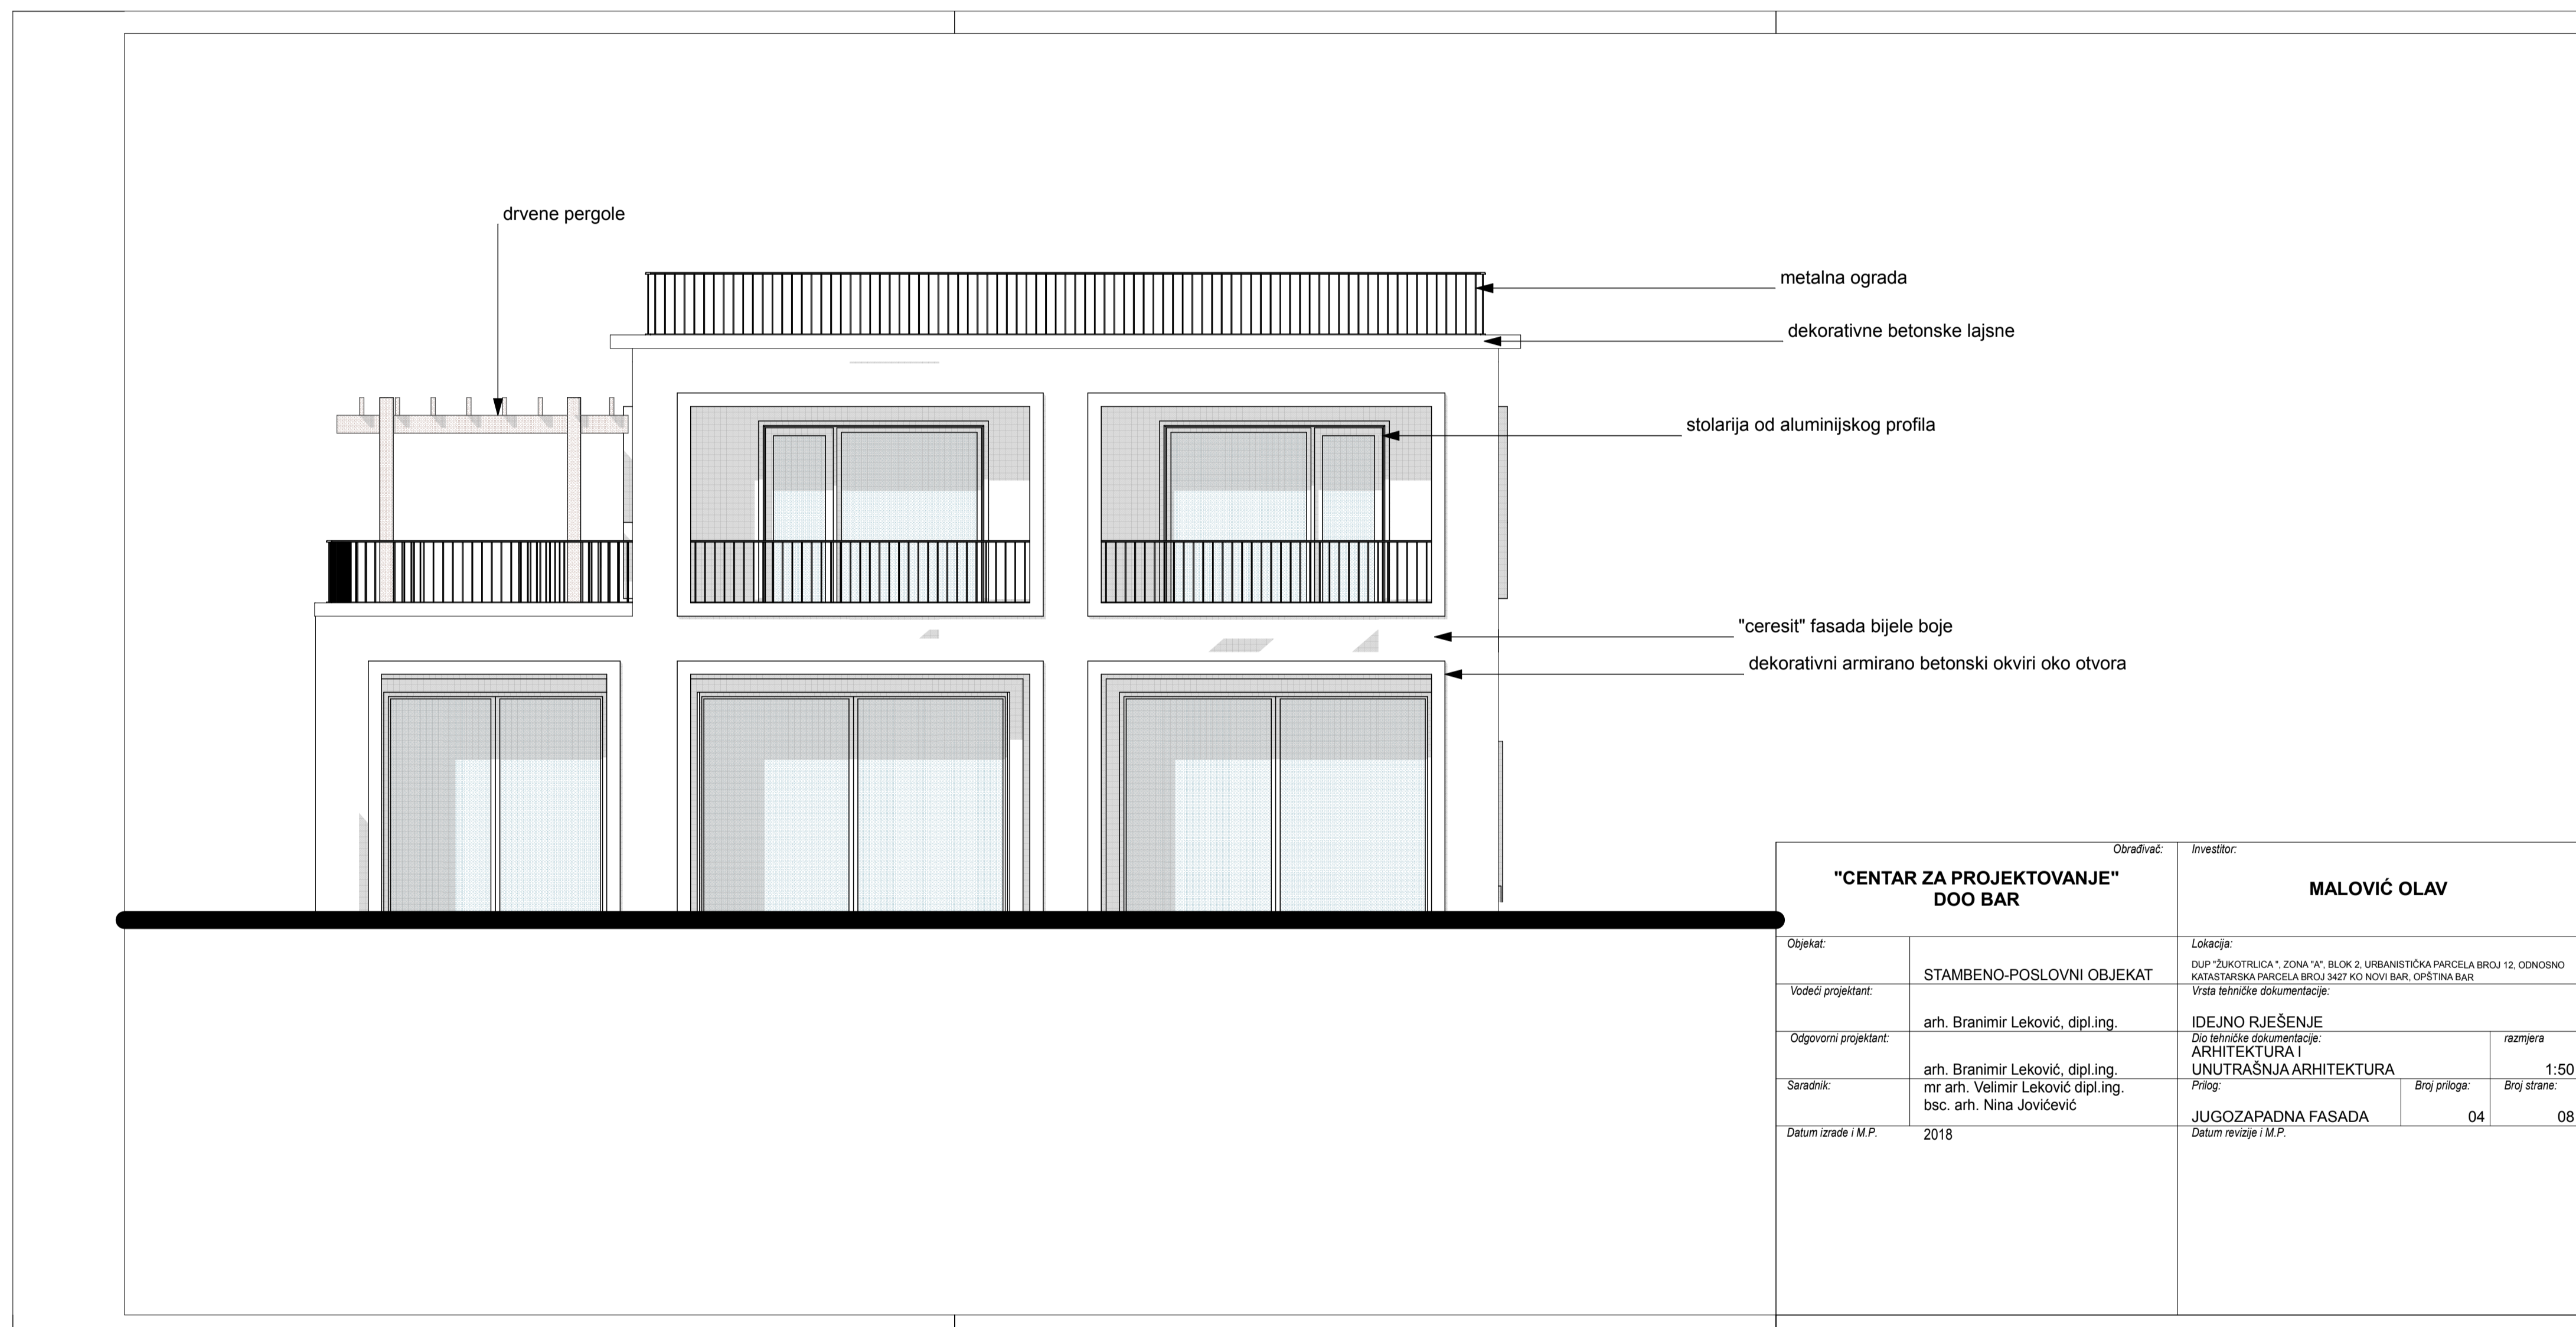 drvene pergole
metalna ograda
dekorativne betonske lajsne
stolarija od aluminijskog profila
"ceresit" fasada bijele boje
dekorativni armirano betonski okviri oko otvora
Obrađivač:
"CENTAR ZA PROJEKTOVANJE"
DOO BAR
Investitor:
MALOVIĆ OLAV
Objekat:
STAMBENO-POSLOVNI OBJEKAT
Lokacija:
DUP "ŽUKOTRLICA ", ZONA "A", BLOK 2, URBANISTIČKA PARCELA BROJ 12, ODNOSNO
KATASTARSKA PARCELA BROJ 3427 KO NOVI BAR, OPŠTINA BAR
Vodeći projektant:
arh. Branimir Leković, dipl.ing.
Vrsta tehničke dokumentacije:
IDEJNO RJEŠENJE
Odgovorni projektant:
arh. Branimir Leković, dipl.ing.
Dio tehničke dokumentacije:
ARHITEKTURA I
UNUTRAŠNJA ARHITEKTURA
razmjera
1:50
Saradnik:
mr arh. Velimir Leković dipl.ing.
bsc. arh. Nina Jovićević
Prilog:
JUGOZAPADNA FASADA
Broj priloga:
04
Broj strane:
08
Datum izrade i M.P.
2018
Datum revizije i M.P.